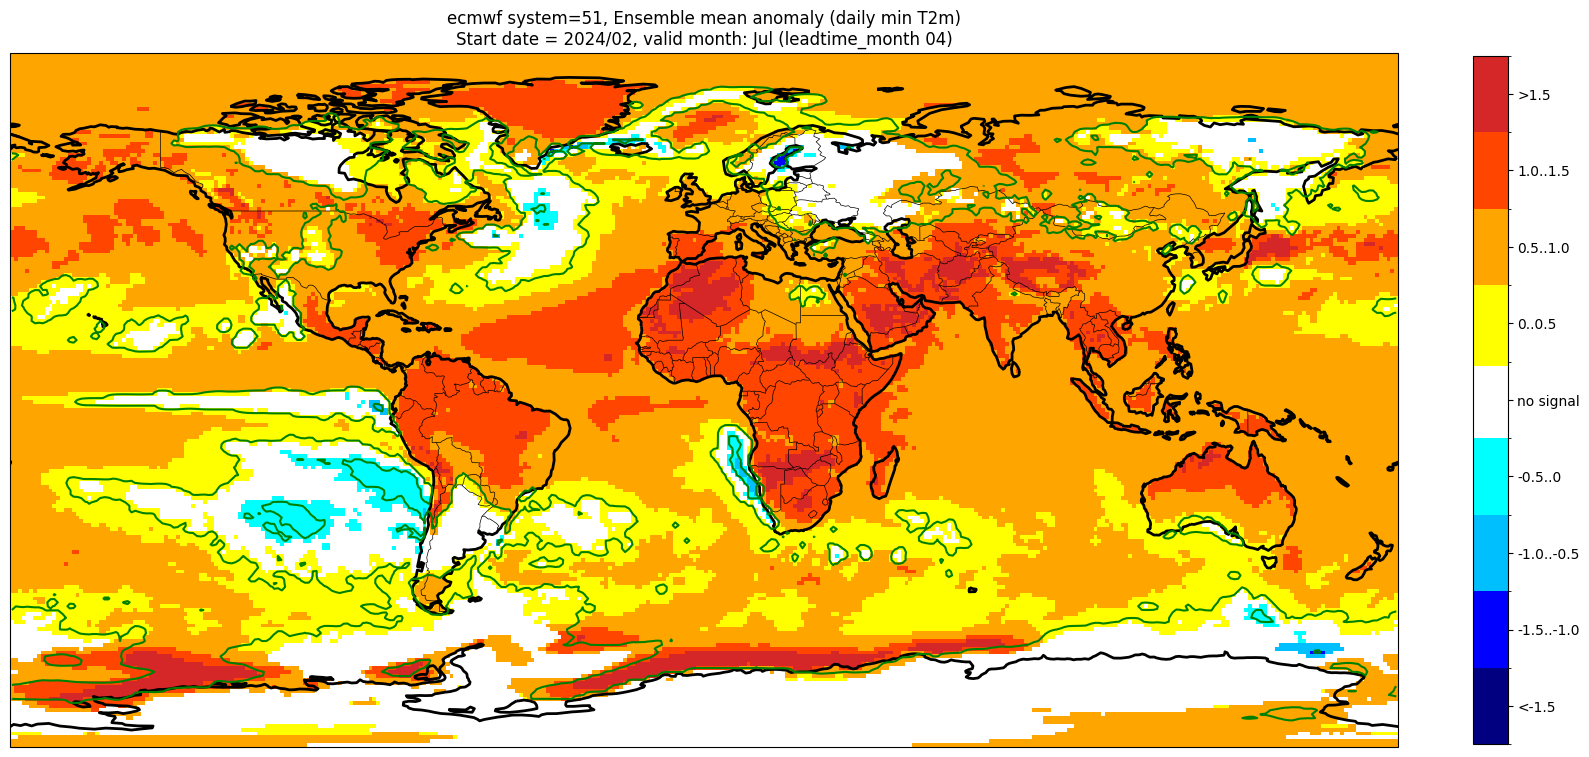 ecmwf system=51, Ensemble mean anomaly (daily min T2m)
Start date = 2024/02, valid month: Jul (leadtime_month 04)
>1.5
1.0..1.5
0.5..1.0
0..0.5
no signal
-0.5..0
-1.0..-0.5
-1.5..-1.0
<-1.5